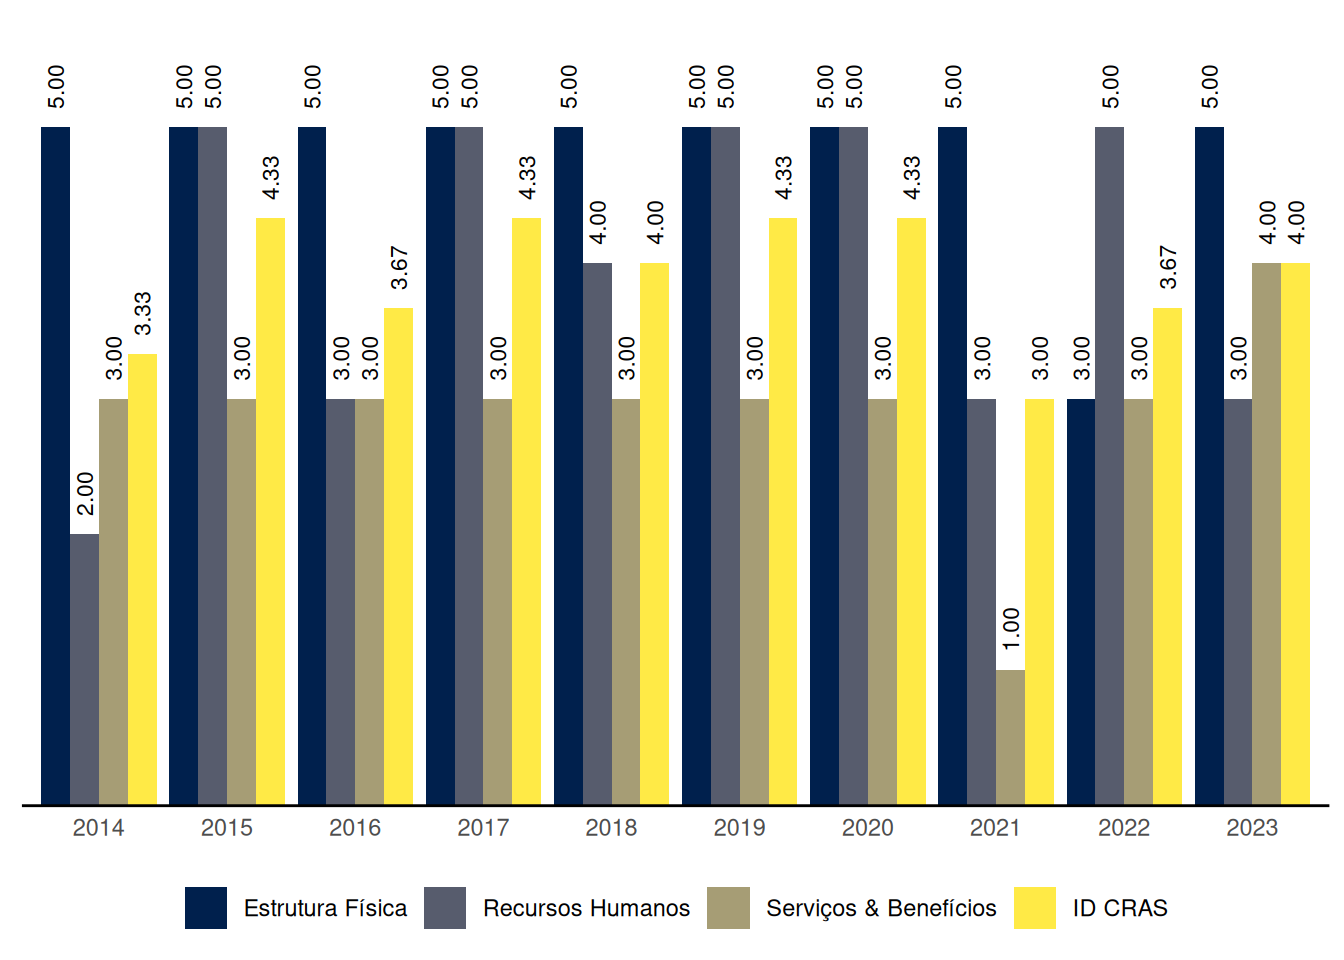 5.00 2.00 3.00 3.33 5.00 5.00 3.00 4.33 5.00 3.00 3.00 3.67 5.00 5.00 3.00 4.33 5.00 4.00 3.00 4.00 5.00 5.00 3.00 4.33 5.00 5.00 3.00 4.33 5.00 3.00 1.00 3.00 3.00 5.00 3.00 3.67 5.00 3.00 4.00 4.00
2014 2015 2016 2017 2018 2019 2020 2021 2022 2023
Estrutura Física Recursos Humanos Serviços & Benefícios ID CRAS